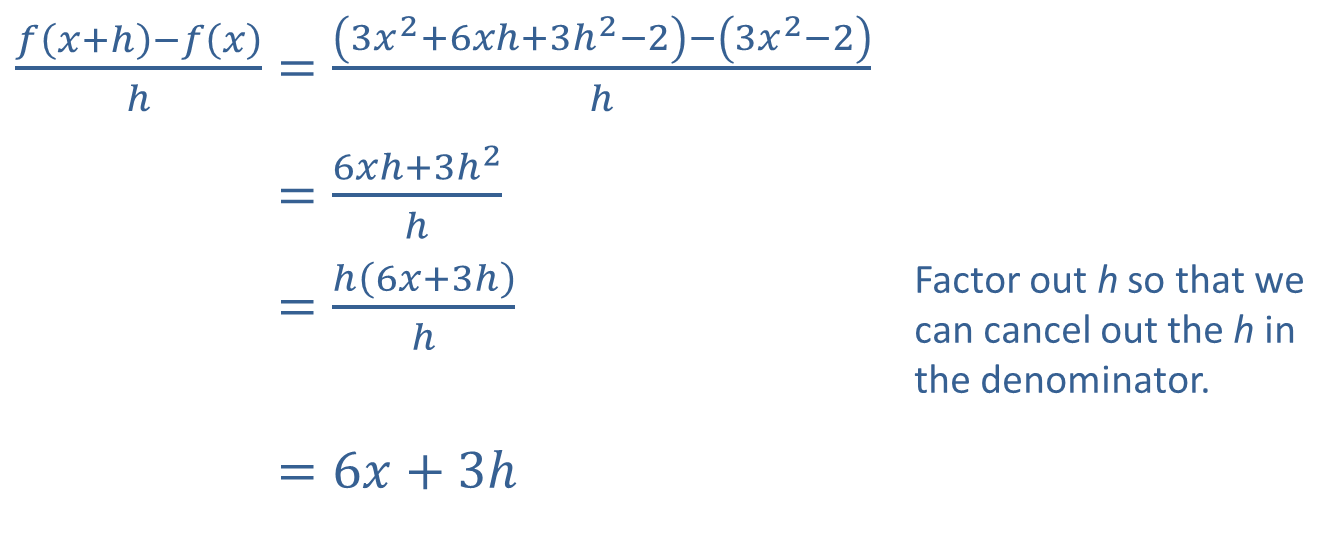 f(x+h)−f(x)/h = (3x²+6xh+3h²−2)−(3x²−2)/h
= 6xh+3h²/h
= h(6x+3h)/h
Factor out h so that we
can cancel out the h in
the denominator.
= 6x + 3h